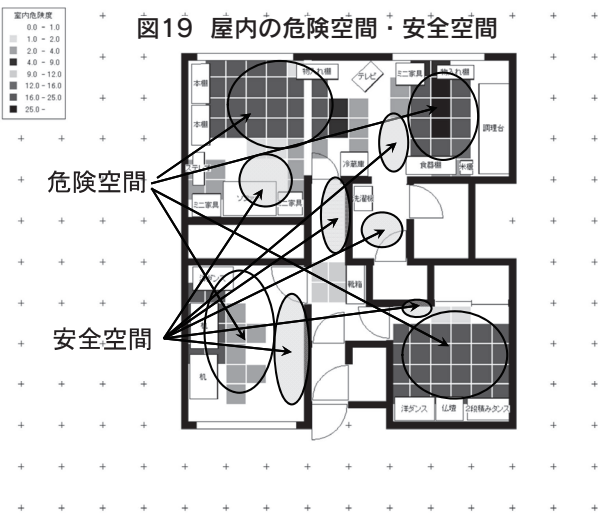 図19 屋内の危険空間・安全空間
室内危険度
0.0 - 1.0
1.0 - 2.0
2.0 - 4.0
4.0 - 9.0
9.0 -12.0
12.0 -16.0
16.0 -25.0
25.0 -
本棚
物入れ棚
テレビ
ミニ家具
物入れ棚
本棚
調理台
冷蔵庫
食器棚
米櫃
危険空間
ミニ家具
ミニ家具
洗濯機
靴箱
安全空間
机
机
洋ダンス
仏壇
2段積みタンス